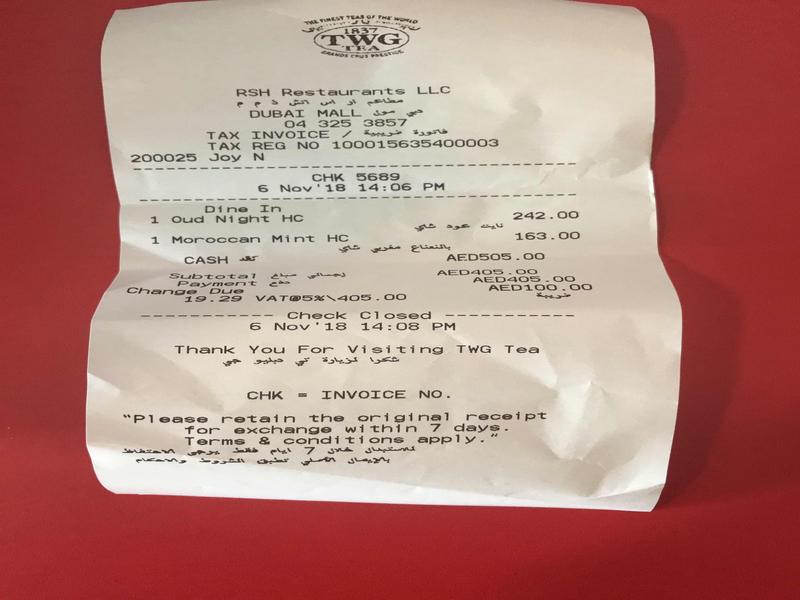 THE FINEST TEAS OF THE WORLD
1837
TWG
TEA
GRANDS CRUS PRESTIGE
RSH Restaurants LLC
مطاعم ار اس اتش ذ م م
DUBAI MALL دبي مول
04 325 3857
TAX INVOICE / فاتورة ضريبية
TAX REG NO 100015635400003
200025 Joy N
CHK 5689
6 Nov'18 14:06 PM
Dine In
1 Oud Night HC 242.00
نايت عود شاي
1 Moroccan Mint HC 163.00
بالنعناع مغربي شاي
CASH نقد AED505.00
Subtotal إجمالي مبلغ AED405.00
Payment دفع AED405.00
Change Due AED100.00
19.29 VAT@5%\405.00 ضريبة
----------- Check Closed -----------
6 Nov'18 14:08 PM
Thank You For Visiting TWG Tea
شكرا لزيارة تي دبليو جي
CHK = INVOICE NO.
"Please retain the original receipt
for exchange within 7 days.
Terms & conditions apply."
للاستبدال خلال 7 ايام فقط يرجى الاحتفاظ
بالإيصال الأصلي تطبق الشروط والاحكام